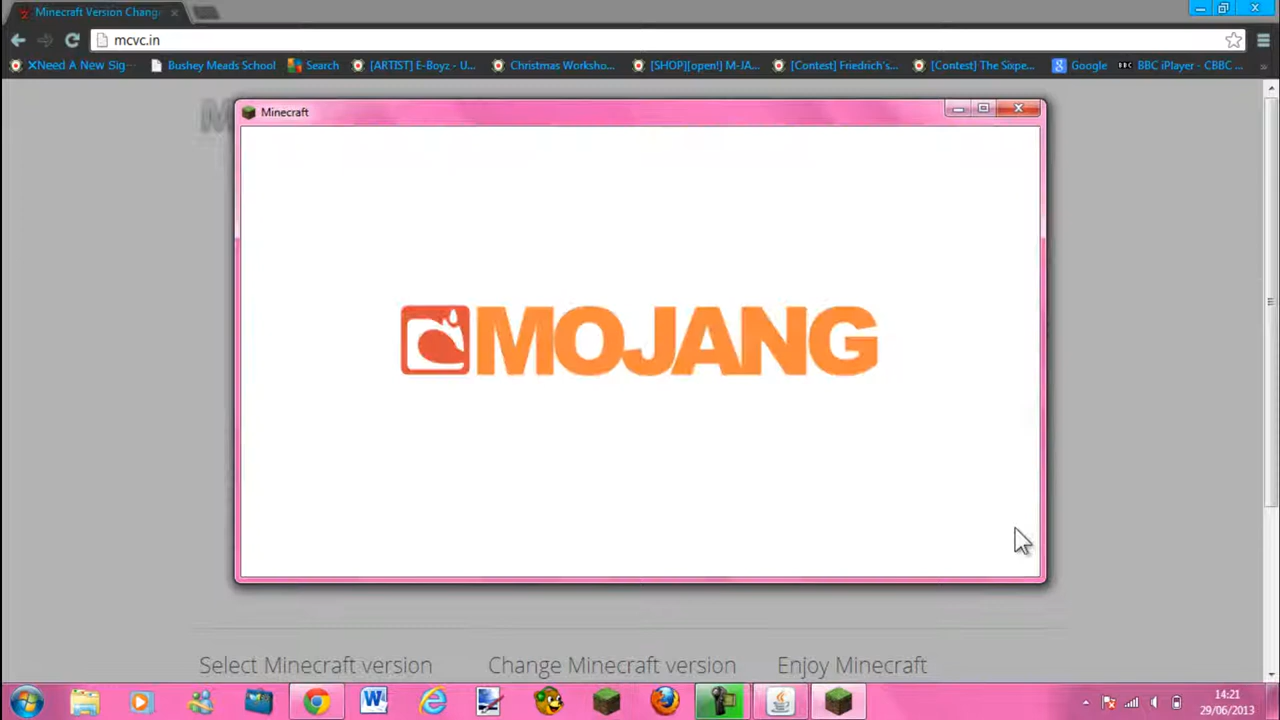 Minecraft Version Chang
mcvc.in
XNeed A New Sig...
Bushey Meads School
Search
[ARTIST] E-Boyz - U...
Christmas Worksho...
[SHOP][open!] M-JA...
[Contest] Friedrich's...
[Contest] The Sixpe...
Google
BBC iPlayer - CBBC ...
Minecraft
MOJANG
Select Minecraft version
Change Minecraft version
Enjoy Minecraft
14:21
29/06/2013